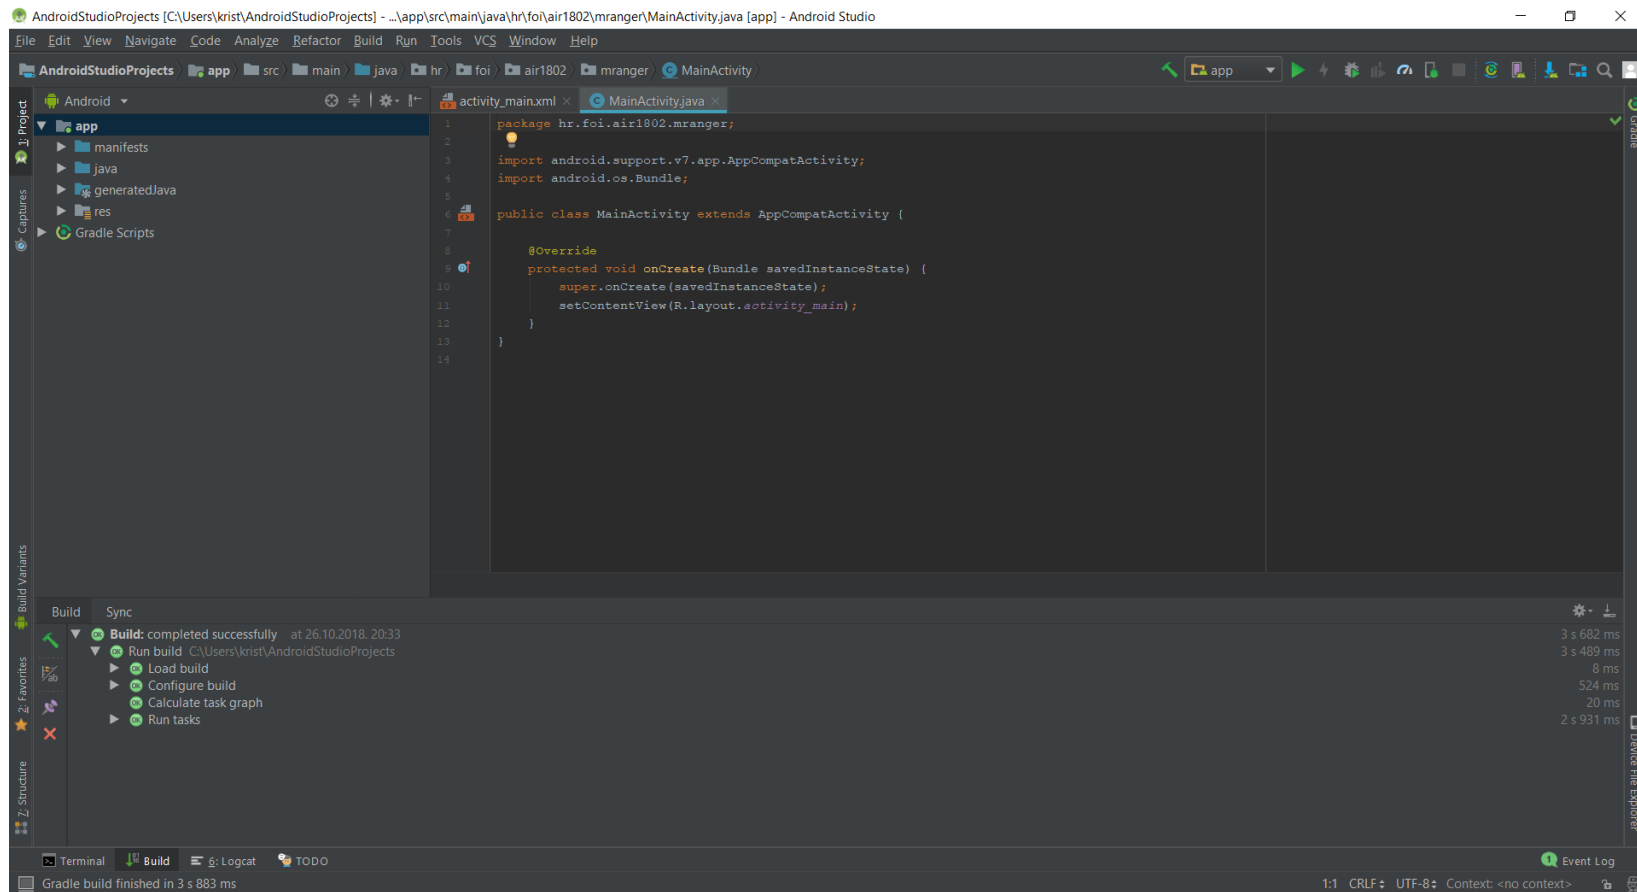 AndroidStudioProjects [C:\Users\krist\AndroidStudioProjects] - ...\app\src\main\java\hr\foi\air1802\mranger\MainActivity.java [app] - Android Studio
File Edit View Navigate Code Analyze Refactor Build Run Tools VCS Window Help
AndroidStudioProjects app src main java hr foi air1802 mranger MainActivity app
1: Project
Captures
Build Variants
2: Favorites
7: Structure
Android
app
manifests
java
generatedJava
res
Gradle Scripts
activity_main.xml MainActivity.java
1 package hr.foi.air1802.mranger;
2
3 import android.support.v7.app.AppCompatActivity;
4 import android.os.Bundle;
5
6 public class MainActivity extends AppCompatActivity {
7
8 @Override
9 protected void onCreate(Bundle savedInstanceState) {
10 super.onCreate(savedInstanceState);
11 setContentView(R.layout.activity_main);
12 }
13 }
14
Gradle
Device File Explorer
Build Sync
Build: completed successfully at 26.10.2018. 20:33 3 s 682 ms
Run build C:\Users\krist\AndroidStudioProjects 3 s 489 ms
Load build 8 ms
Configure build 524 ms
Calculate task graph 20 ms
Run tasks 2 s 931 ms
Terminal Build 6: Logcat TODO 1 Event Log
Gradle build finished in 3 s 883 ms 1:1 CRLF UTF-8 Context: <no context>